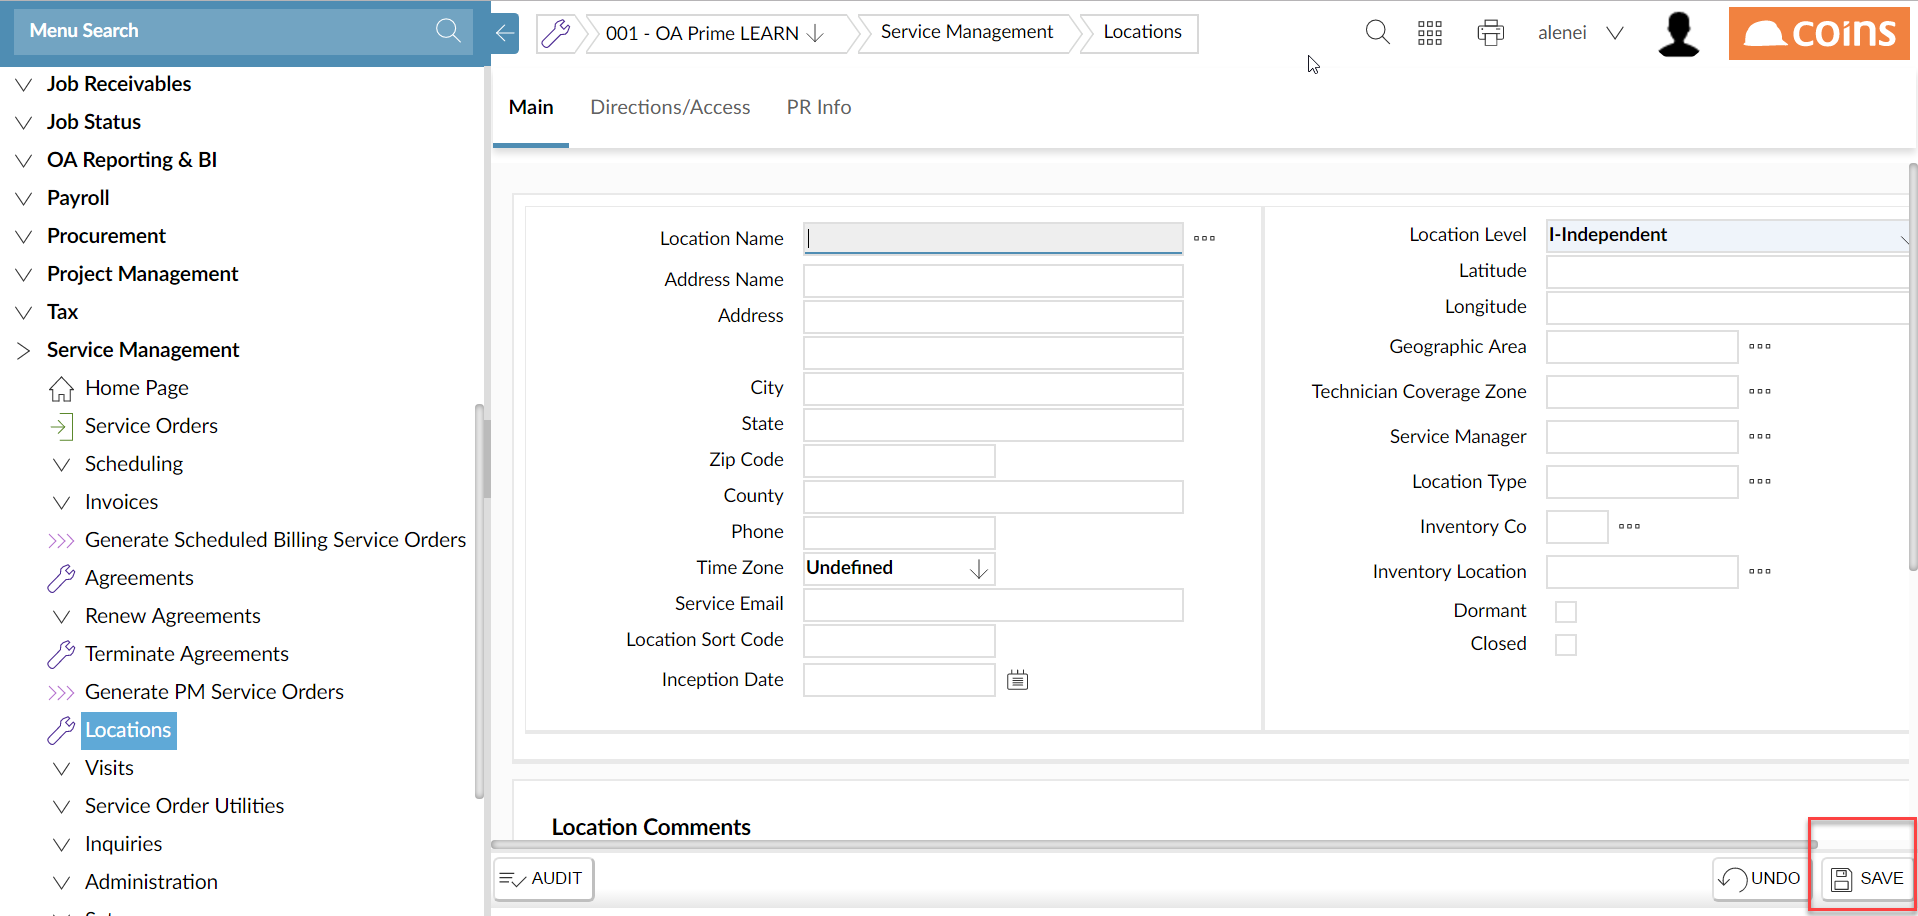 Menu Search
001 - OA Prime LEARN
Service Management
Locations
alenei
coins
Job Receivables
Job Status
OA Reporting & BI
Payroll
Procurement
Project Management
Tax
Service Management
Home Page
Service Orders
Scheduling
Invoices
Generate Scheduled Billing Service Orders
Agreements
Renew Agreements
Terminate Agreements
Generate PM Service Orders
Locations
Visits
Service Order Utilities
Inquiries
Administration
Main
Directions/Access
PR Info
Location Name
Address Name
Address
City
State
Zip Code
County
Phone
Time Zone Undefined
Service Email
Location Sort Code
Inception Date
Location Level I-Independent
Latitude
Longitude
Geographic Area
Technician Coverage Zone
Service Manager
Location Type
Inventory Co
Inventory Location
Dormant
Closed
Location Comments
AUDIT
UNDO
SAVE